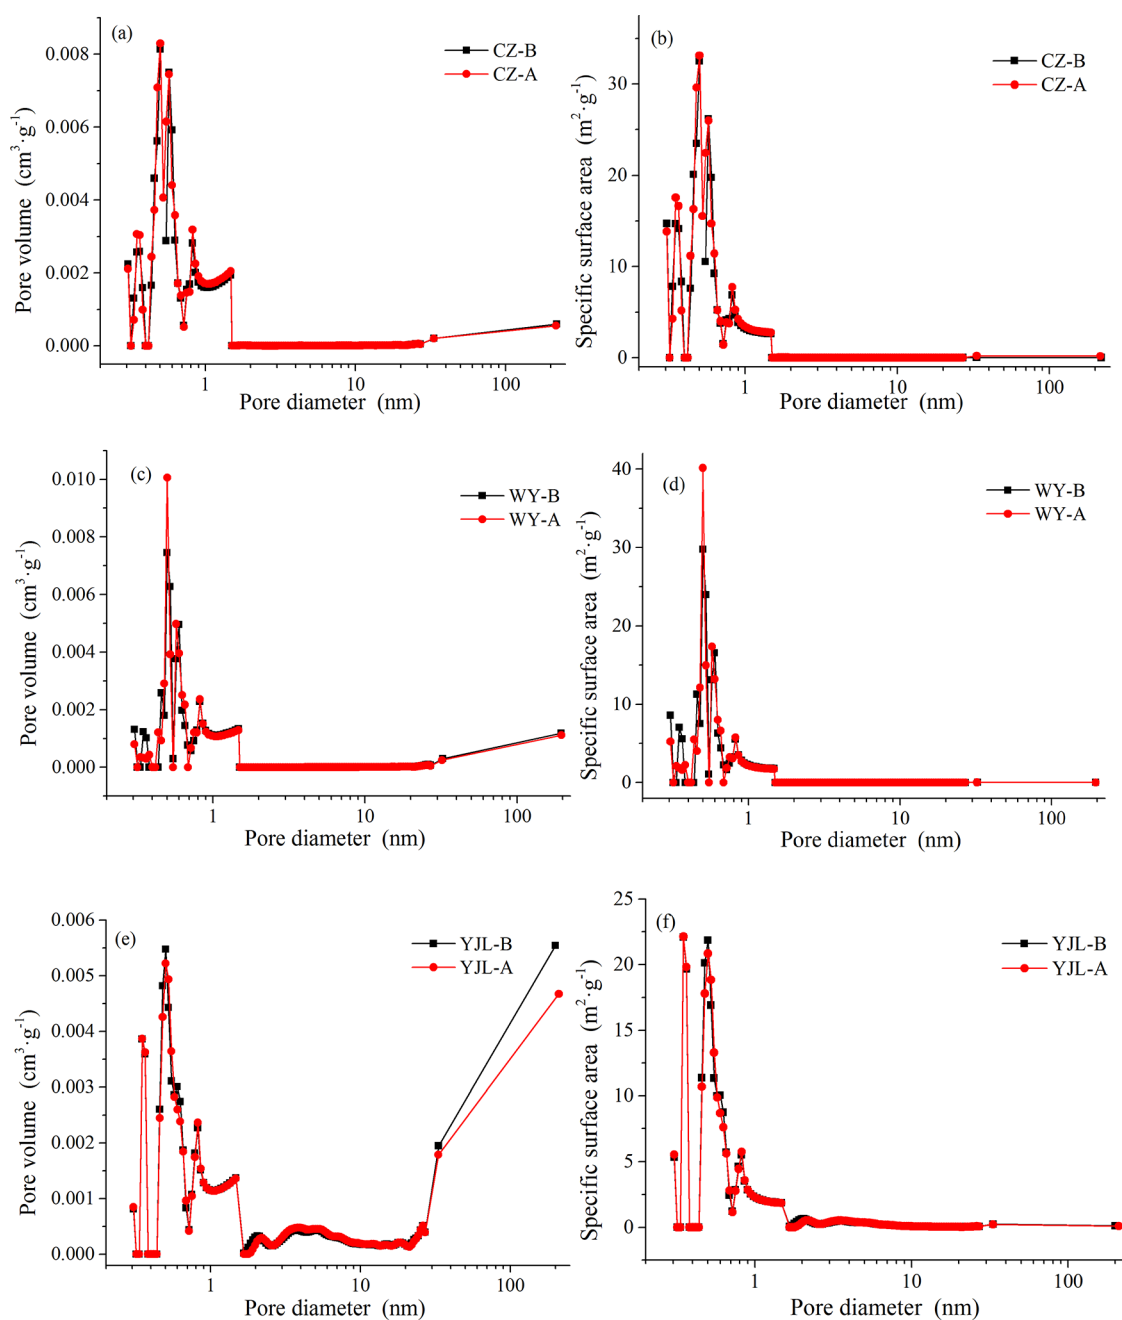 (a)
CZ-B
CZ-A
Pore volume (cm³·g⁻¹)
0.008
0.006
0.004
0.002
0.000
1
10
100
Pore diameter (nm)
(b)
CZ-B
CZ-A
Specific surface area (m²·g⁻¹)
30
20
10
0
1
10
100
Pore diameter (nm)
(c)
WY-B
WY-A
Pore volume (cm³·g⁻¹)
0.010
0.008
0.006
0.004
0.002
0.000
1
10
100
Pore diameter (nm)
(d)
WY-B
WY-A
Specific surface area (m²·g⁻¹)
40
30
20
10
0
1
10
100
Pore diameter (nm)
(e)
YJL-B
YJL-A
Pore volume (cm³·g⁻¹)
0.006
0.005
0.004
0.003
0.002
0.001
0.000
1
10
100
Pore diameter (nm)
(f)
YJL-B
YJL-A
Specific surface area (m²·g⁻¹)
25
20
15
10
5
0
1
10
100
Pore diameter (nm)